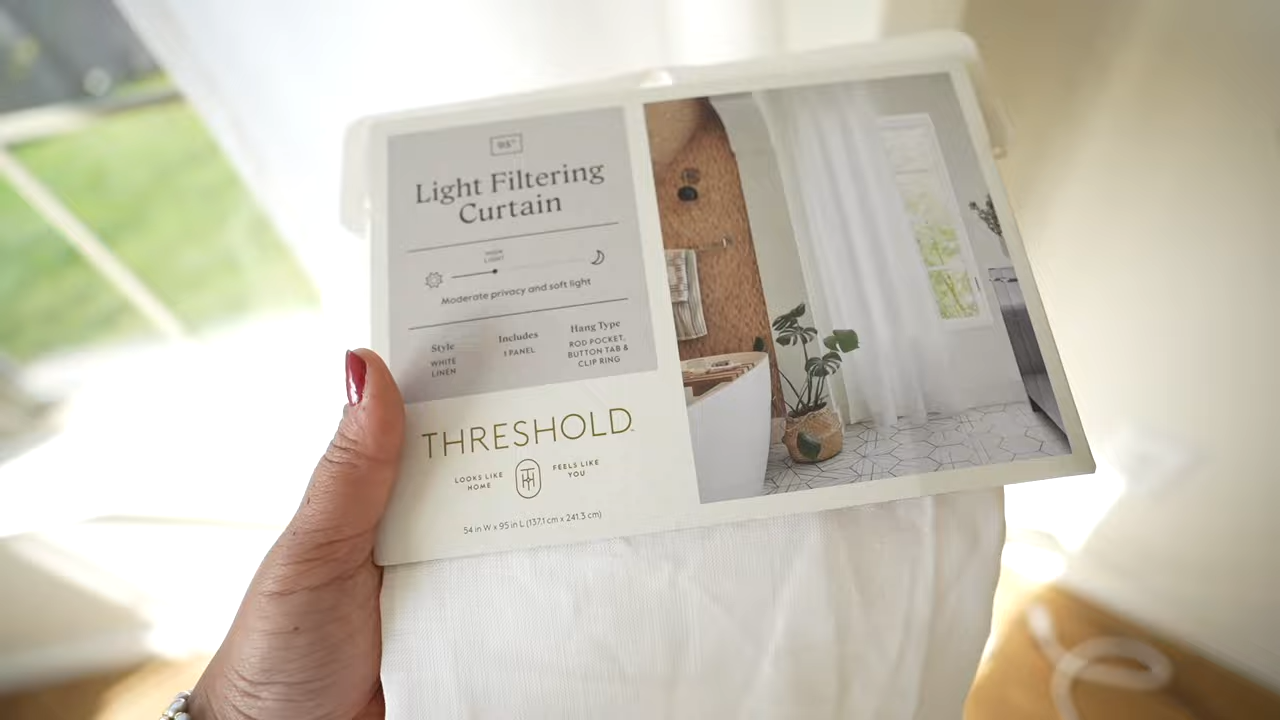 95"
Light Filtering
Curtain
HIGH
LIGHT
Moderate privacy and soft light
Style
WHITE
LINEN
Includes
1 PANEL
Hang Type
ROD POCKET,
BUTTON TAB &
CLIP RING
THRESHOLD
LOOKS LIKE
HOME
FEELS LIKE
YOU
54 in W x 95 in L (137.1 cm x 241.3 cm)